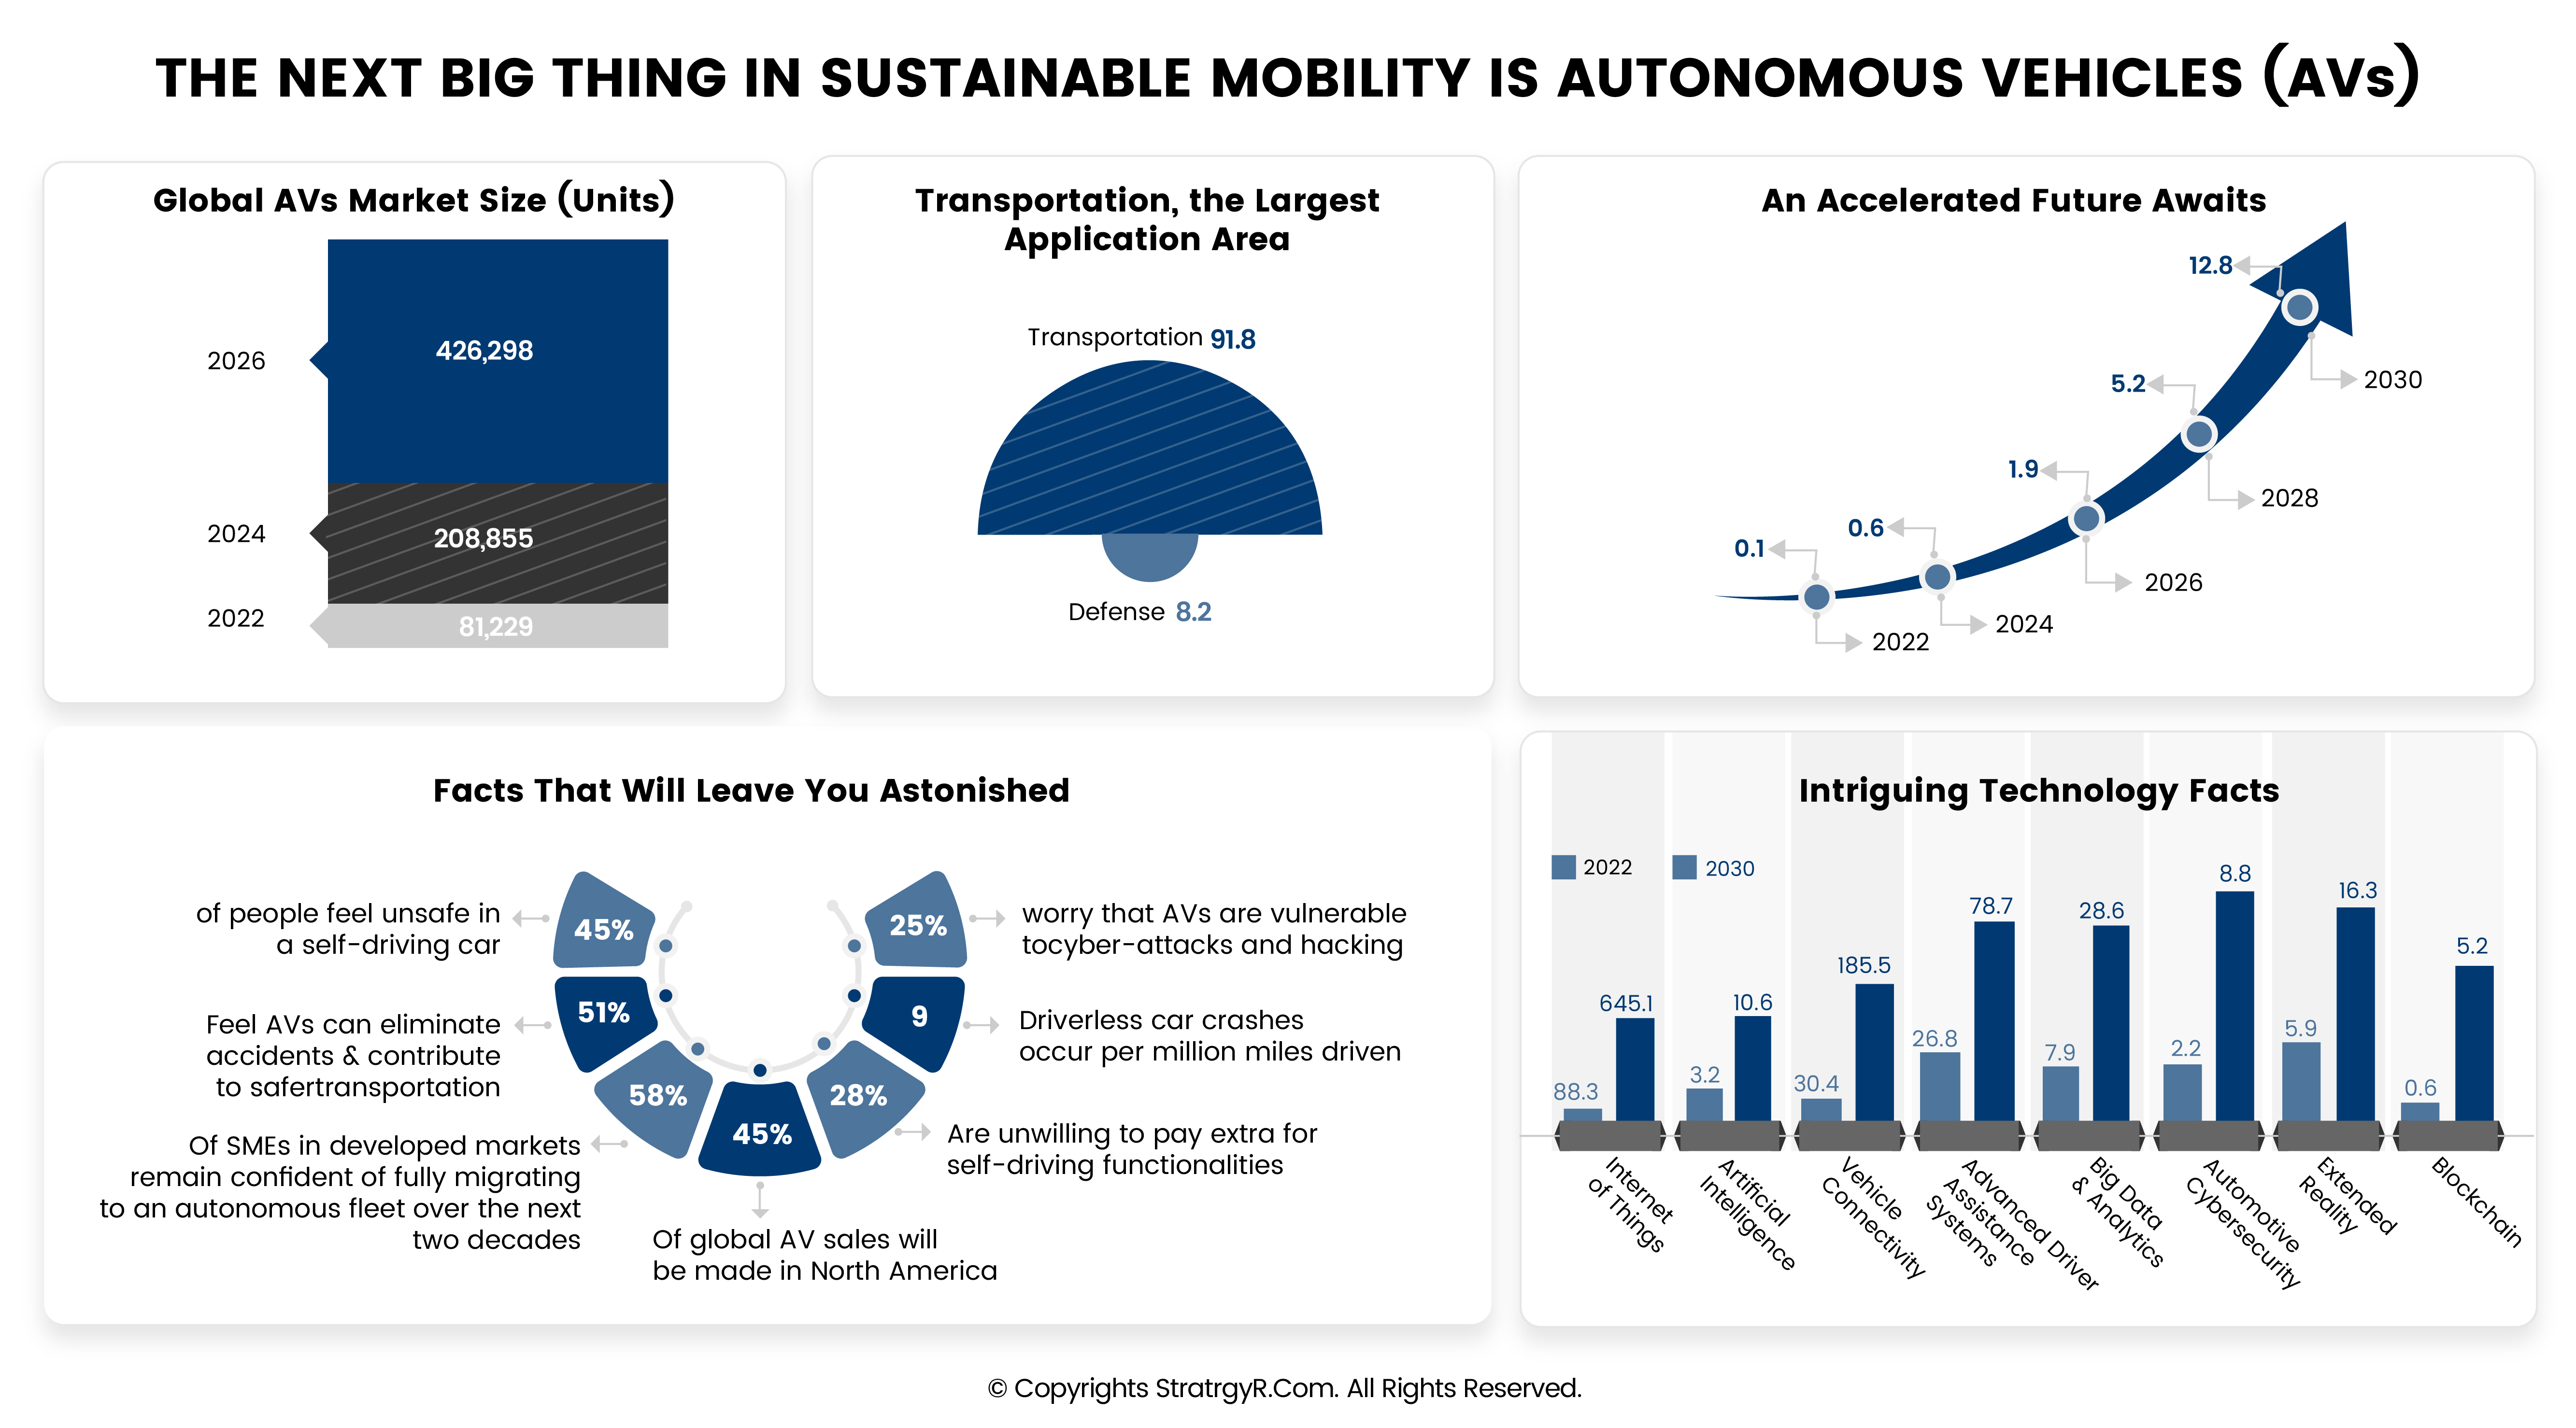 THE NEXT BIG THING IN SUSTAINABLE MOBILITY IS AUTONOMOUS VEHICLES (AVs)
Global AVs Market Size (Units)
2026
426,298
2024
208,855
2022
81,229
Transportation, the Largest
Application Area
Transportation 91.8
Defense 8.2
An Accelerated Future Awaits
12.8
2030
5.2
2028
1.9
2026
0.6
2024
0.1
2022
Facts That Will Leave You Astonished
45%
of people feel unsafe in
a self-driving car
51%
Feel AVs can eliminate
accidents & contribute
to safertransportation
58%
Of SMEs in developed markets
remain confident of fully migrating
to an autonomous fleet over the next
two decades
45%
Of global AV sales will
be made in North America
28%
Are unwilling to pay extra for
self-driving functionalities
9
Driverless car crashes
occur per million miles driven
25%
worry that AVs are vulnerable
tocyber-attacks and hacking
Intriguing Technology Facts
2022
2030
88.3
645.1
Internet
of Things
3.2
10.6
Artificial
Intelligence
30.4
185.5
Vehicle
Connectivity
26.8
78.7
Advanced Driver
Assistance
Systems
7.9
28.6
Big Data
& Analytics
2.2
8.8
Automotive
Cybersecurity
5.9
16.3
Extended
Reality
0.6
5.2
Blockchain
© Copyrights StratrgyR.Com. All Rights Reserved.